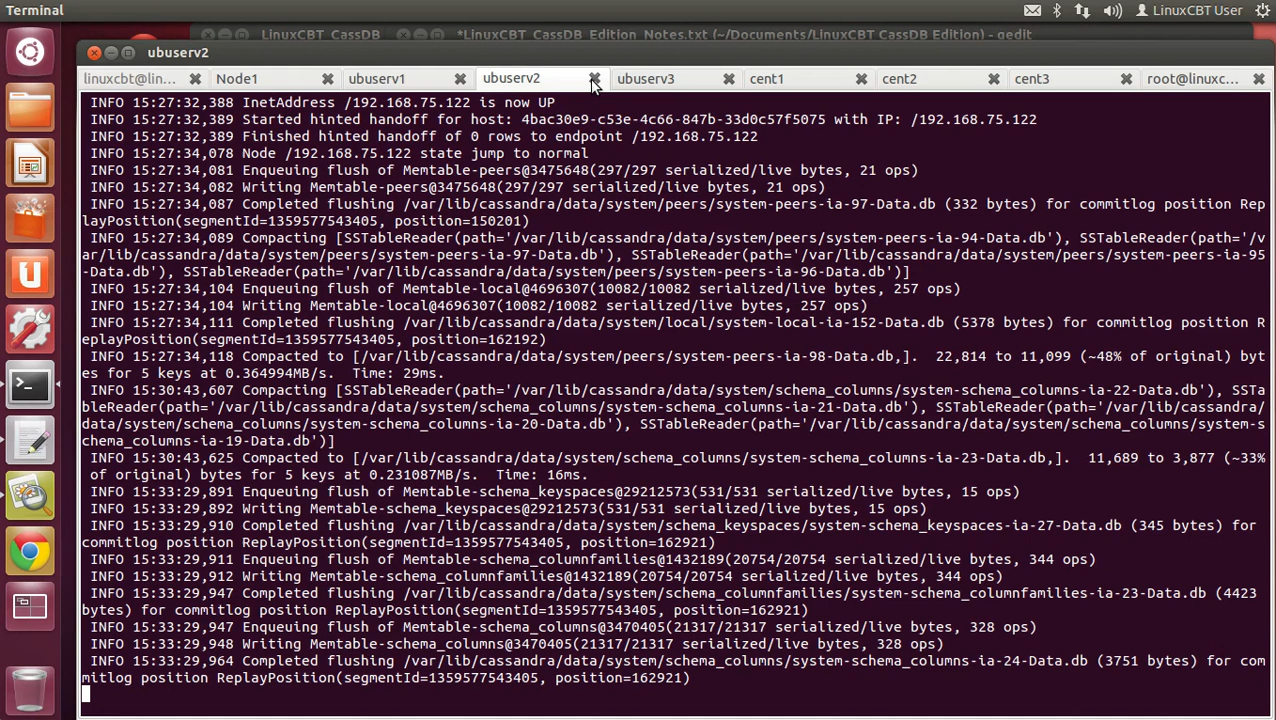 Terminal
LinuxCBT User
LinuxCBT_CassDB
*LinuxCBT_CassDB_Edition_Notes.txt (~/Documents/LinuxCBT CassDB Edition) - gedit
ubuserv2
linuxcbt@lin...
Node1
ubuserv1
ubuserv2
ubuserv3
cent1
cent2
cent3
root@linuxc...
INFO 15:27:32,388 InetAddress /192.168.75.122 is now UP
INFO 15:27:32,389 Started hinted handoff for host: 4bac30e9-c53e-4c66-847b-33d0c57f5075 with IP: /192.168.75.122
INFO 15:27:32,389 Finished hinted handoff of 0 rows to endpoint /192.168.75.122
INFO 15:27:34,078 Node /192.168.75.122 state jump to normal
INFO 15:27:34,081 Enqueuing flush of Memtable-peers@3475648(297/297 serialized/live bytes, 21 ops)
INFO 15:27:34,082 Writing Memtable-peers@3475648(297/297 serialized/live bytes, 21 ops)
INFO 15:27:34,087 Completed flushing /var/lib/cassandra/data/system/peers/system-peers-ia-97-Data.db (332 bytes) for commitlog position Rep
layPosition(segmentId=1359577543405, position=150201)
INFO 15:27:34,089 Compacting [SSTableReader(path='/var/lib/cassandra/data/system/peers/system-peers-ia-94-Data.db'), SSTableReader(path='/v
ar/lib/cassandra/data/system/peers/system-peers-ia-97-Data.db'), SSTableReader(path='/var/lib/cassandra/data/system/peers/system-peers-ia-95
-Data.db'), SSTableReader(path='/var/lib/cassandra/data/system/peers/system-peers-ia-96-Data.db')]
INFO 15:27:34,104 Enqueuing flush of Memtable-local@4696307(10082/10082 serialized/live bytes, 257 ops)
INFO 15:27:34,104 Writing Memtable-local@4696307(10082/10082 serialized/live bytes, 257 ops)
INFO 15:27:34,111 Completed flushing /var/lib/cassandra/data/system/local/system-local-ia-152-Data.db (5378 bytes) for commitlog position R
eplayPosition(segmentId=1359577543405, position=162192)
INFO 15:27:34,118 Compacted to [/var/lib/cassandra/data/system/peers/system-peers-ia-98-Data.db,].  22,814 to 11,099 (~48% of original) byt
es for 5 keys at 0.364994MB/s.  Time: 29ms.
INFO 15:30:43,607 Compacting [SSTableReader(path='/var/lib/cassandra/data/system/schema_columns/system-schema_columns-ia-22-Data.db'), SSTa
bleReader(path='/var/lib/cassandra/data/system/schema_columns/system-schema_columns-ia-21-Data.db'), SSTableReader(path='/var/lib/cassandra/
data/system/schema_columns/system-schema_columns-ia-20-Data.db'), SSTableReader(path='/var/lib/cassandra/data/system/schema_columns/system-s
chema_columns-ia-19-Data.db')]
INFO 15:30:43,625 Compacted to [/var/lib/cassandra/data/system/schema_columns/system-schema_columns-ia-23-Data.db,].  11,689 to 3,877 (~33%
of original) bytes for 5 keys at 0.231087MB/s.  Time: 16ms.
INFO 15:33:29,891 Enqueuing flush of Memtable-schema_keyspaces@29212573(531/531 serialized/live bytes, 15 ops)
INFO 15:33:29,892 Writing Memtable-schema_keyspaces@29212573(531/531 serialized/live bytes, 15 ops)
INFO 15:33:29,910 Completed flushing /var/lib/cassandra/data/system/schema_keyspaces/system-schema_keyspaces-ia-27-Data.db (345 bytes) for
commitlog position ReplayPosition(segmentId=1359577543405, position=162921)
INFO 15:33:29,911 Enqueuing flush of Memtable-schema_columnfamilies@1432189(20754/20754 serialized/live bytes, 344 ops)
INFO 15:33:29,912 Writing Memtable-schema_columnfamilies@1432189(20754/20754 serialized/live bytes, 344 ops)
INFO 15:33:29,947 Completed flushing /var/lib/cassandra/data/system/schema_columnfamilies/system-schema_columnfamilies-ia-23-Data.db (4423
bytes) for commitlog position ReplayPosition(segmentId=1359577543405, position=162921)
INFO 15:33:29,947 Enqueuing flush of Memtable-schema_columns@3470405(21317/21317 serialized/live bytes, 328 ops)
INFO 15:33:29,948 Writing Memtable-schema_columns@3470405(21317/21317 serialized/live bytes, 328 ops)
INFO 15:33:29,964 Completed flushing /var/lib/cassandra/data/system/schema_columns/system-schema_columns-ia-24-Data.db (3751 bytes) for com
mitlog position ReplayPosition(segmentId=1359577543405, position=162921)